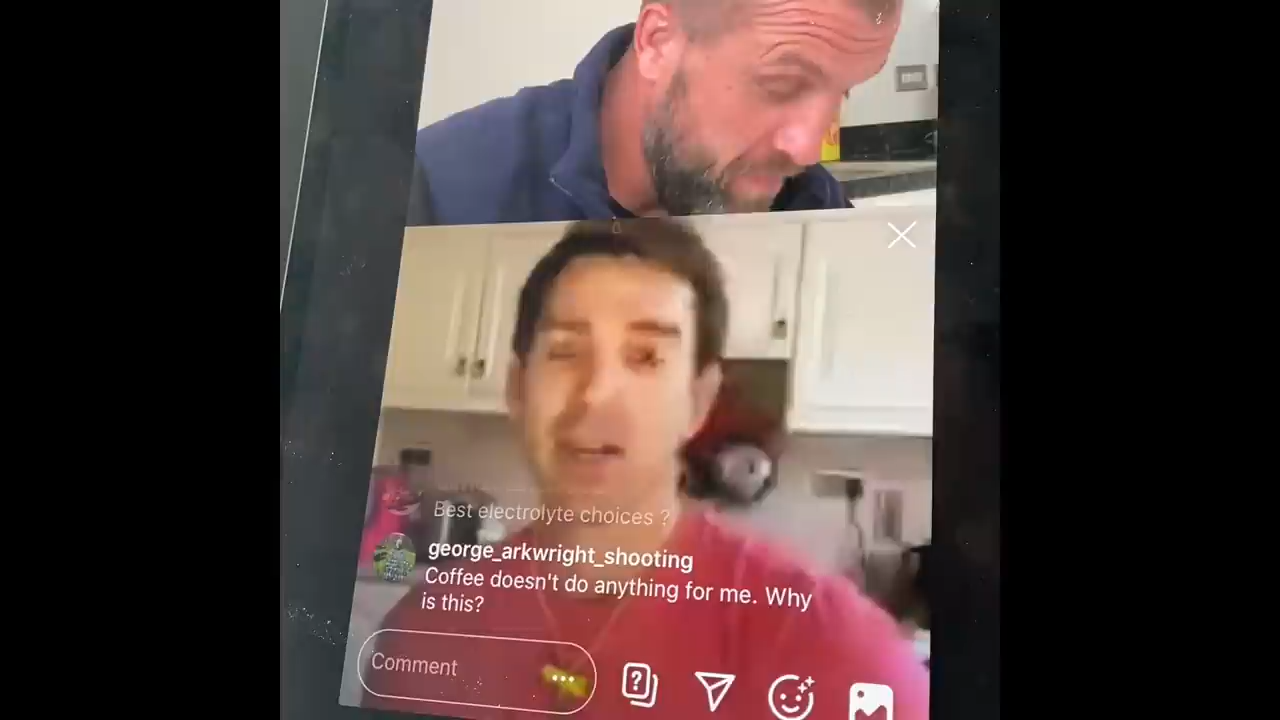 Best electrolyte choices ?
george_arkwright_shooting
Coffee doesn't do anything for me. Why
is this?
Comment